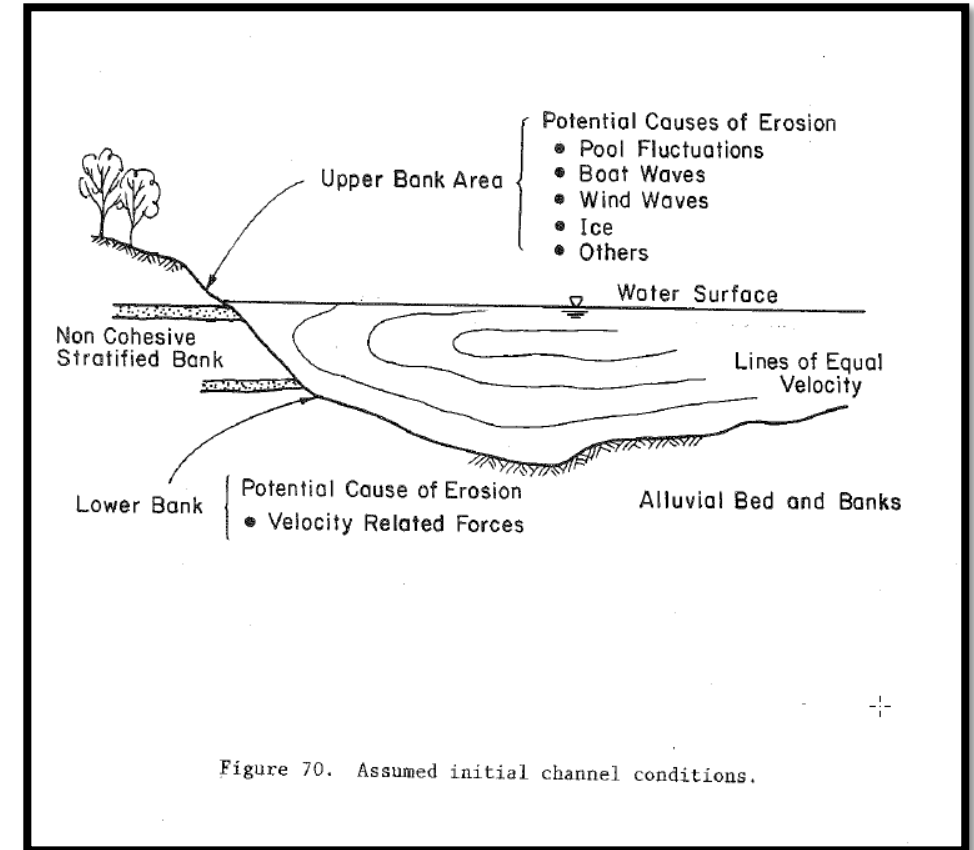 Potential Causes of Erosion
• Pool Fluctuations
• Boat Waves
• Wind Waves
• Ice
• Others
Upper Bank Area
Water Surface
Non Cohesive
Stratified Bank
Lines of Equal
Velocity
Lower Bank
Potential Cause of Erosion
• Velocity Related Forces
Alluvial Bed and Banks
Figure 70. Assumed initial channel conditions.